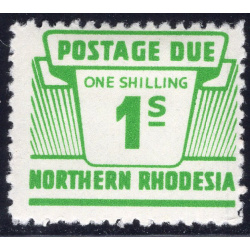 POSTAGE DUE
ONE SHILLING
1S
NORTHERN RHODESIA